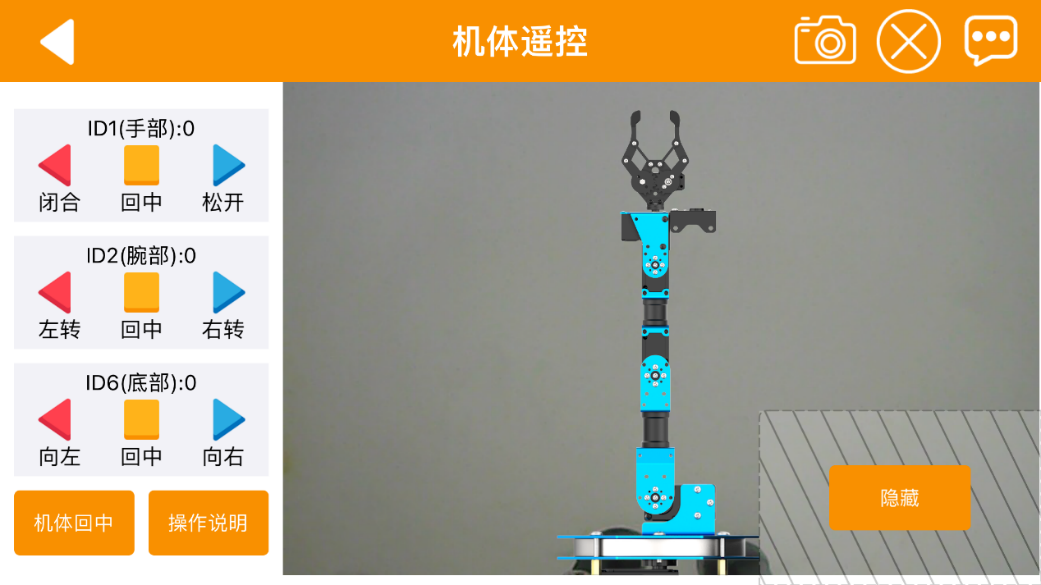 机体遥控
ID1(手部):0
闭合 回中 松开
ID2(腕部):0
左转 回中 右转
ID6(底部):0
向左 回中 向右
机体回中 操作说明
隐藏